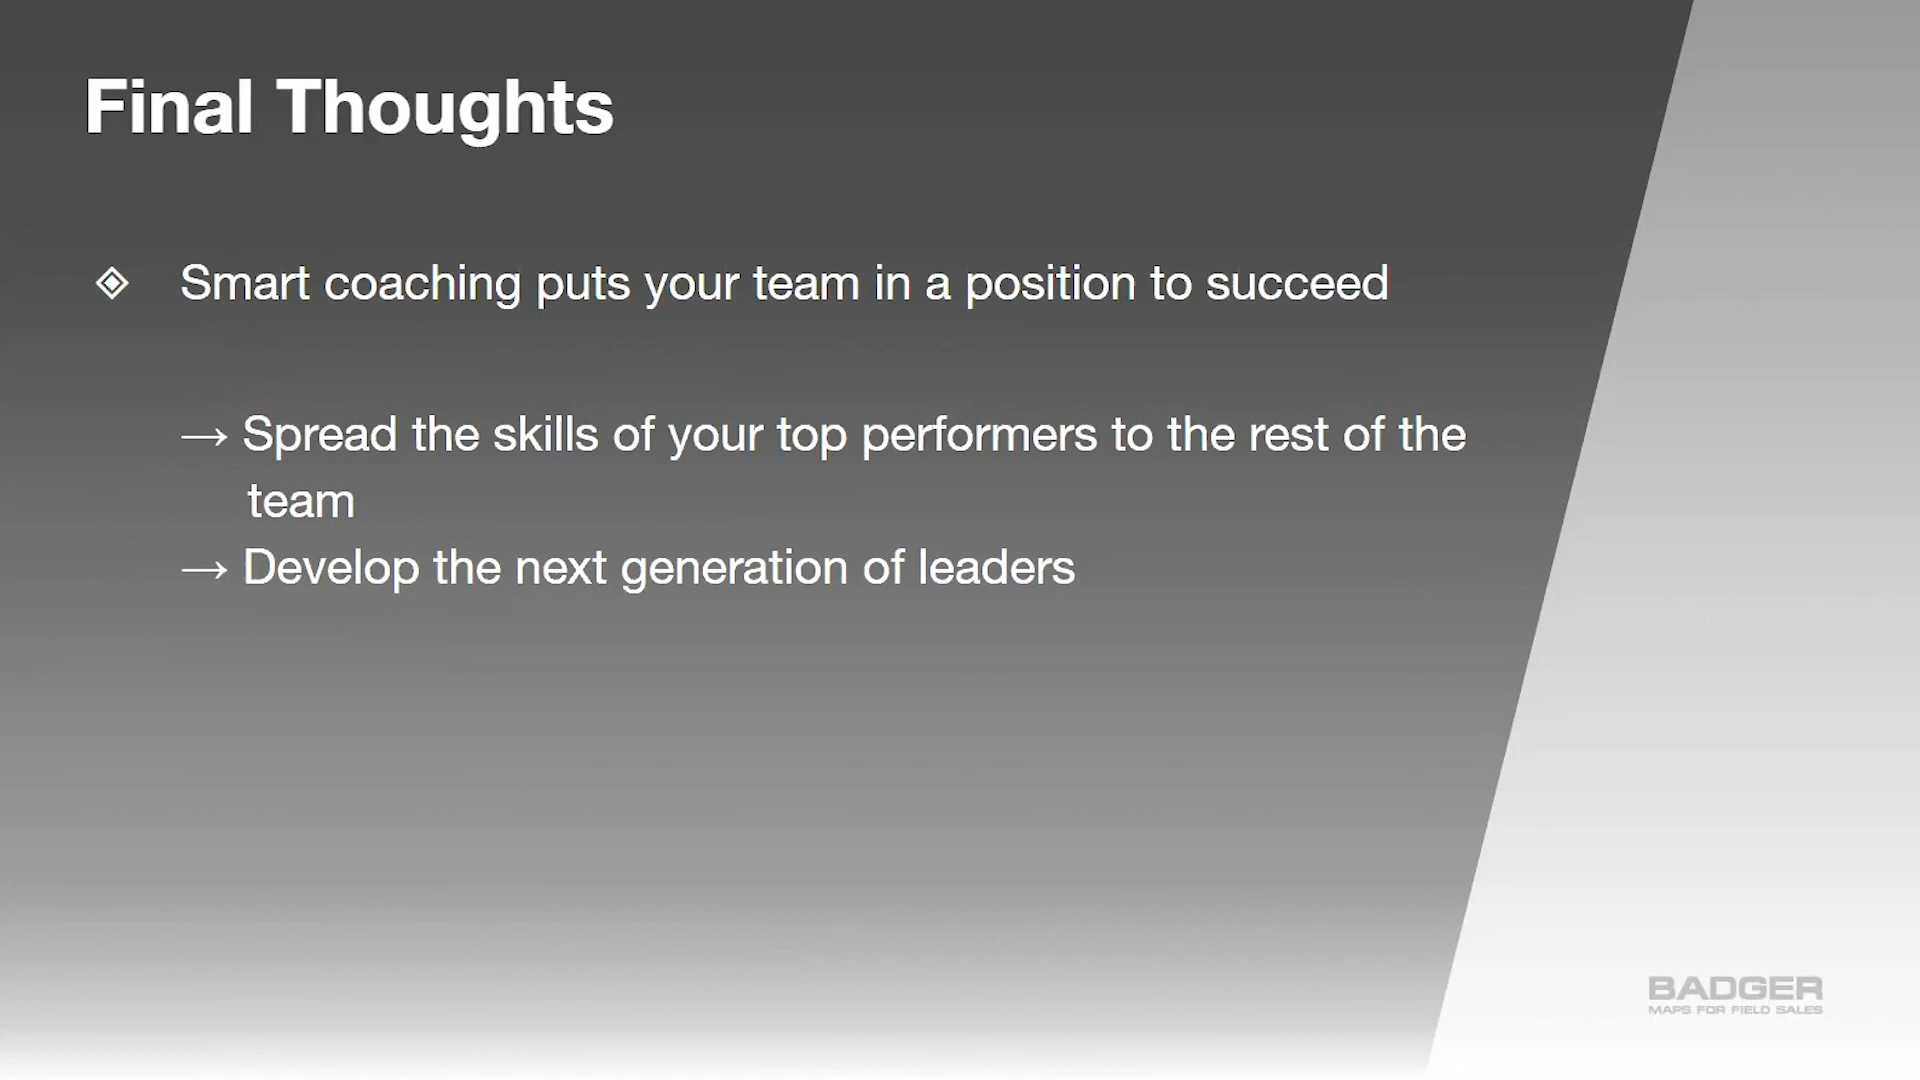 Final Thoughts
◈ Smart coaching puts your team in a position to succeed
→ Spread the skills of your top performers to the rest of the
team
→ Develop the next generation of leaders
BADGER
MAPS FOR FIELD SALES